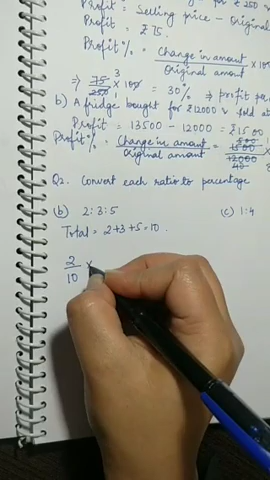 Profit = Selling price - Original
Profit = ₹75.
Profit % = Change in amount / Original amount × 100
⇒ 75/250 × 100 3 = 30% ⇒ profit
b) A fridge bought for ₹12000 & sold at
Profit = 13500 - 12000 = ₹1500
Profit % = Change in amount / Original amount = 1500 / 12000
Q2. Convert each ratio to percentage
(b) 2:3:5 (c) 1:4
Total = 2+3+5=10.
2/10 ×